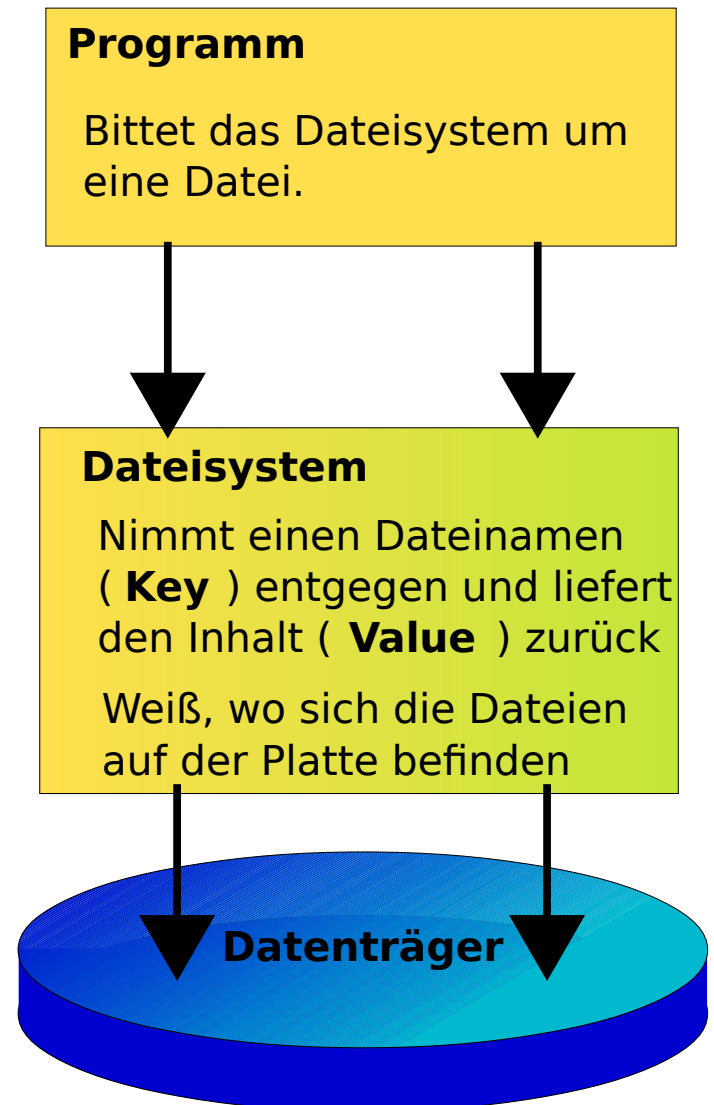 Programm
Bittet das Dateisystem um
eine Datei.
Dateisystem
Nimmt einen Dateinamen
( Key ) entgegen und liefert
den Inhalt ( Value ) zurück
Weiß, wo sich die Dateien
auf der Platte befinden
Datenträger